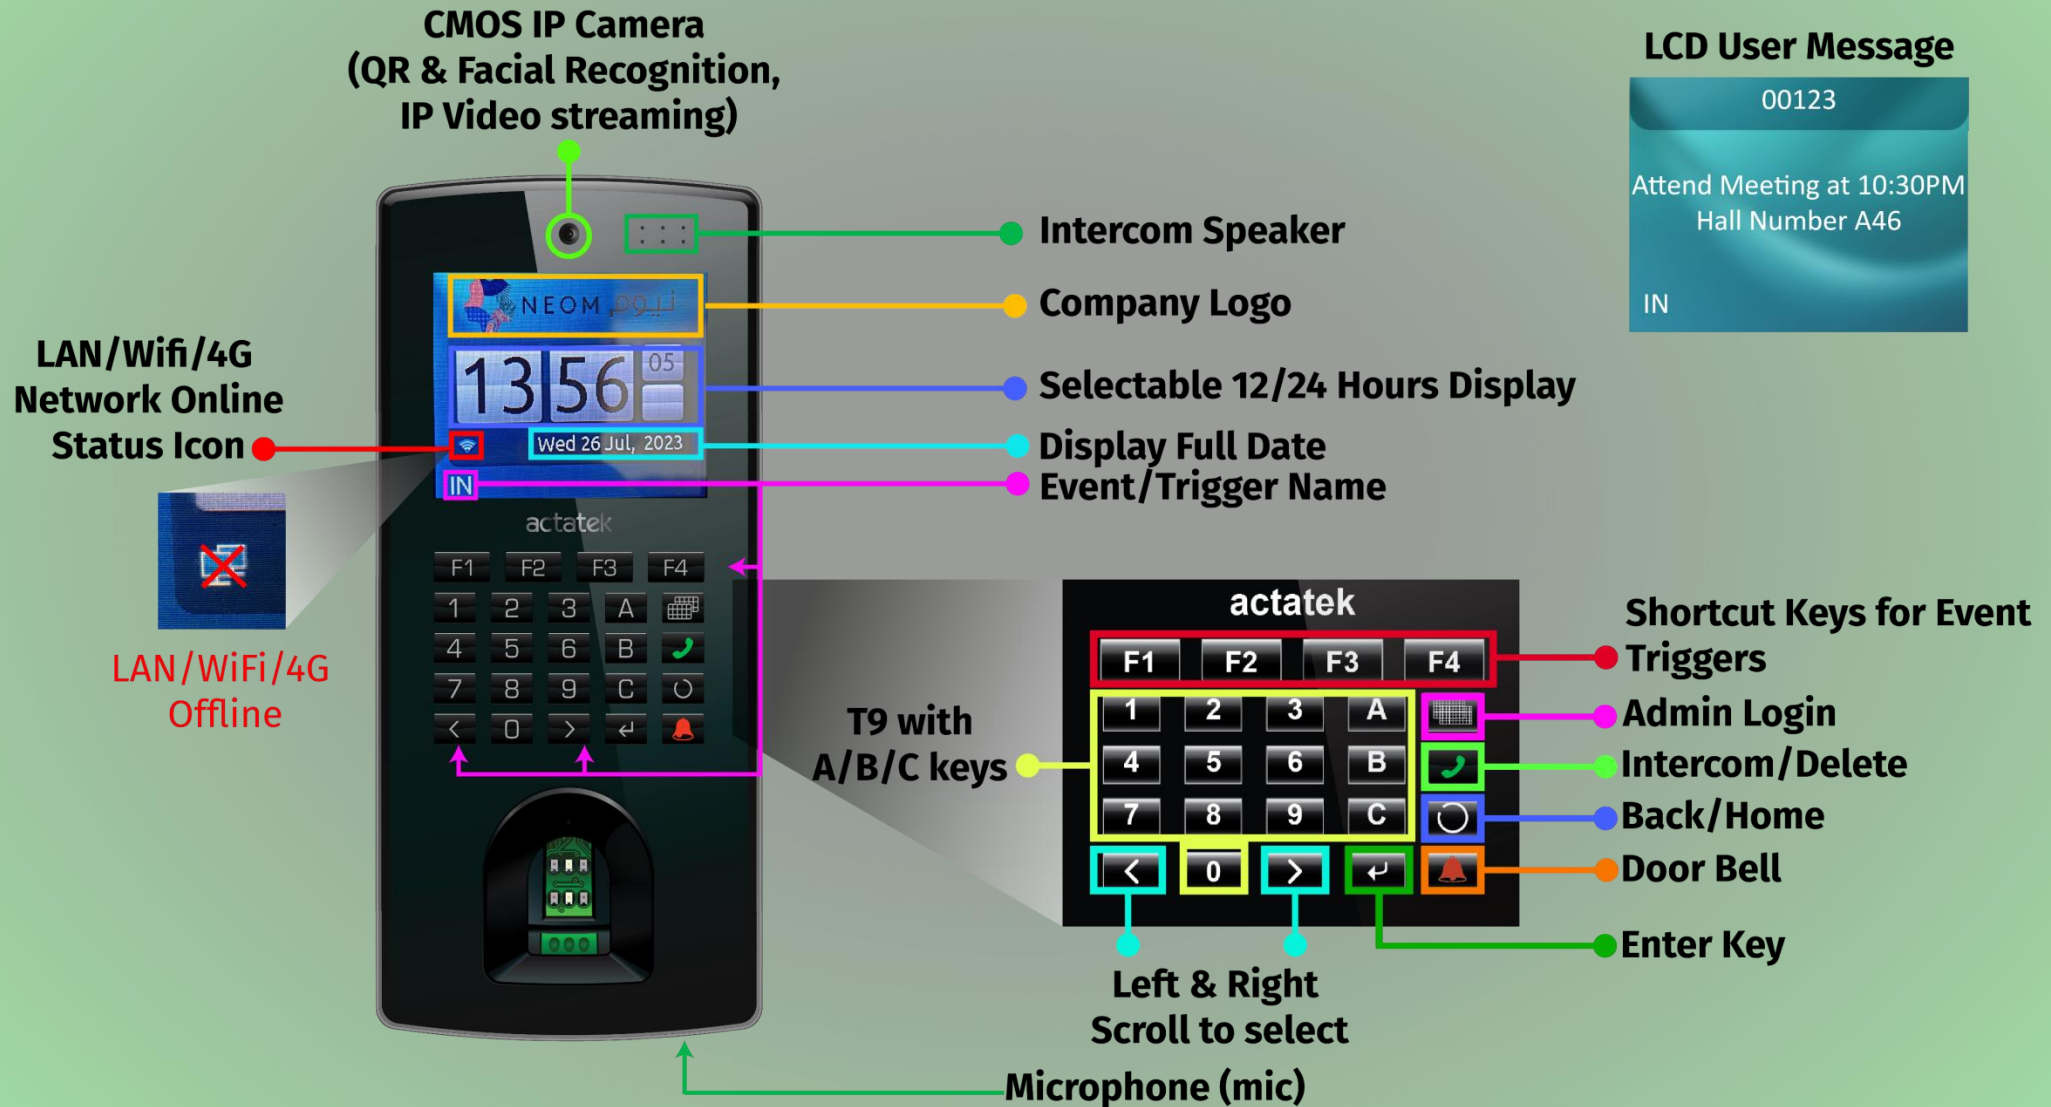 CMOS IP Camera
(QR & Facial Recognition,
IP Video streaming)
LCD User Message
00123
Attend Meeting at 10:30PM
Hall Number A46
IN
Intercom Speaker
NEOM نيوم
Company Logo
LAN/Wifi/4G
Network Online
Status Icon
13 56 05
Selectable 12/24 Hours Display
Wed 26 Jul, 2023
Display Full Date
IN
Event/Trigger Name
LAN/WiFi/4G
Offline
actatek
F1 F2 F3 F4
1 2 3 A
4 5 6 B
7 8 9 C
< 0 > ↵
T9 with
A/B/C keys
actatek
F1 F2 F3 F4
1 2 3 A
4 5 6 B
7 8 9 C
< 0 > ↵
Shortcut Keys for Event
Triggers
Admin Login
Intercom/Delete
Back/Home
Door Bell
Enter Key
Left & Right
Scroll to select
Microphone (mic)